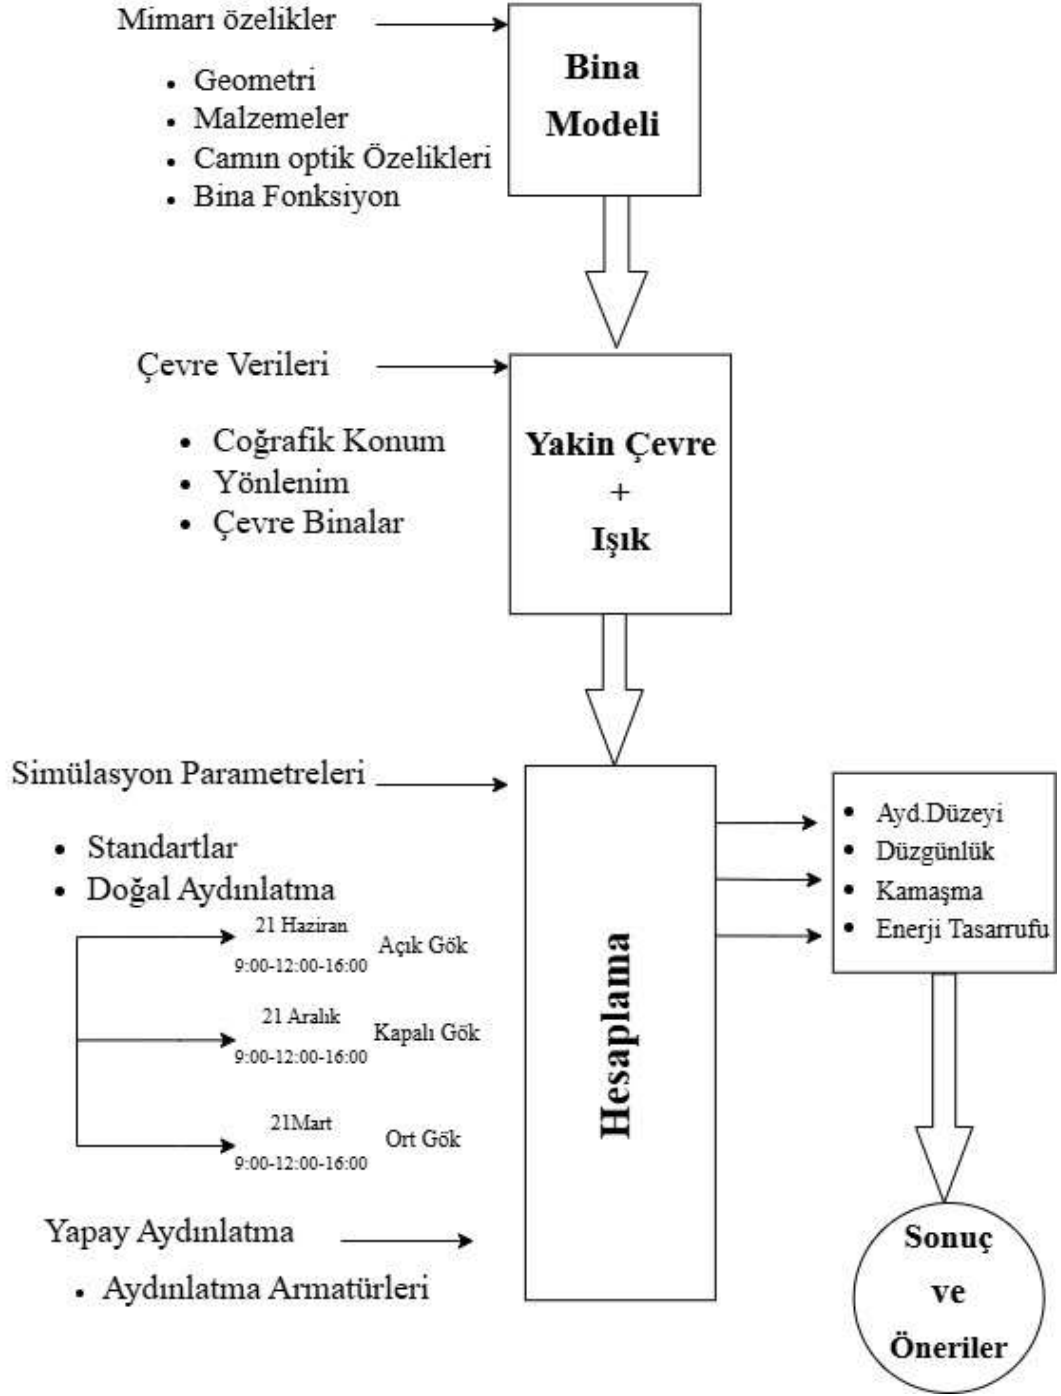 Mimarı özelikler
• Geometri
• Malzemeler
• Camın optik Özelikleri
• Bina Fonksiyon
Bina
Modeli
Çevre Verileri
• Coğrafik Konum
• Yönlenim
• Çevre Binalar
Yakin Çevre
+
Işık
Simülasyon Parametreleri
• Standartlar
• Doğal Aydınlatma
21 Haziran
9:00-12:00-16:00
Açık Gök
21 Aralık
9:00-12:00-16:00
Kapalı Gök
21Mart
9:00-12:00-16:00
Ort Gök
Yapay Aydınlatma
• Aydınlatma Armatürleri
Hesaplama
• Ayd.Düzeyi
• Düzgünlük
• Kamaşma
• Enerji Tasarrufu
Sonuç
ve
Öneriler